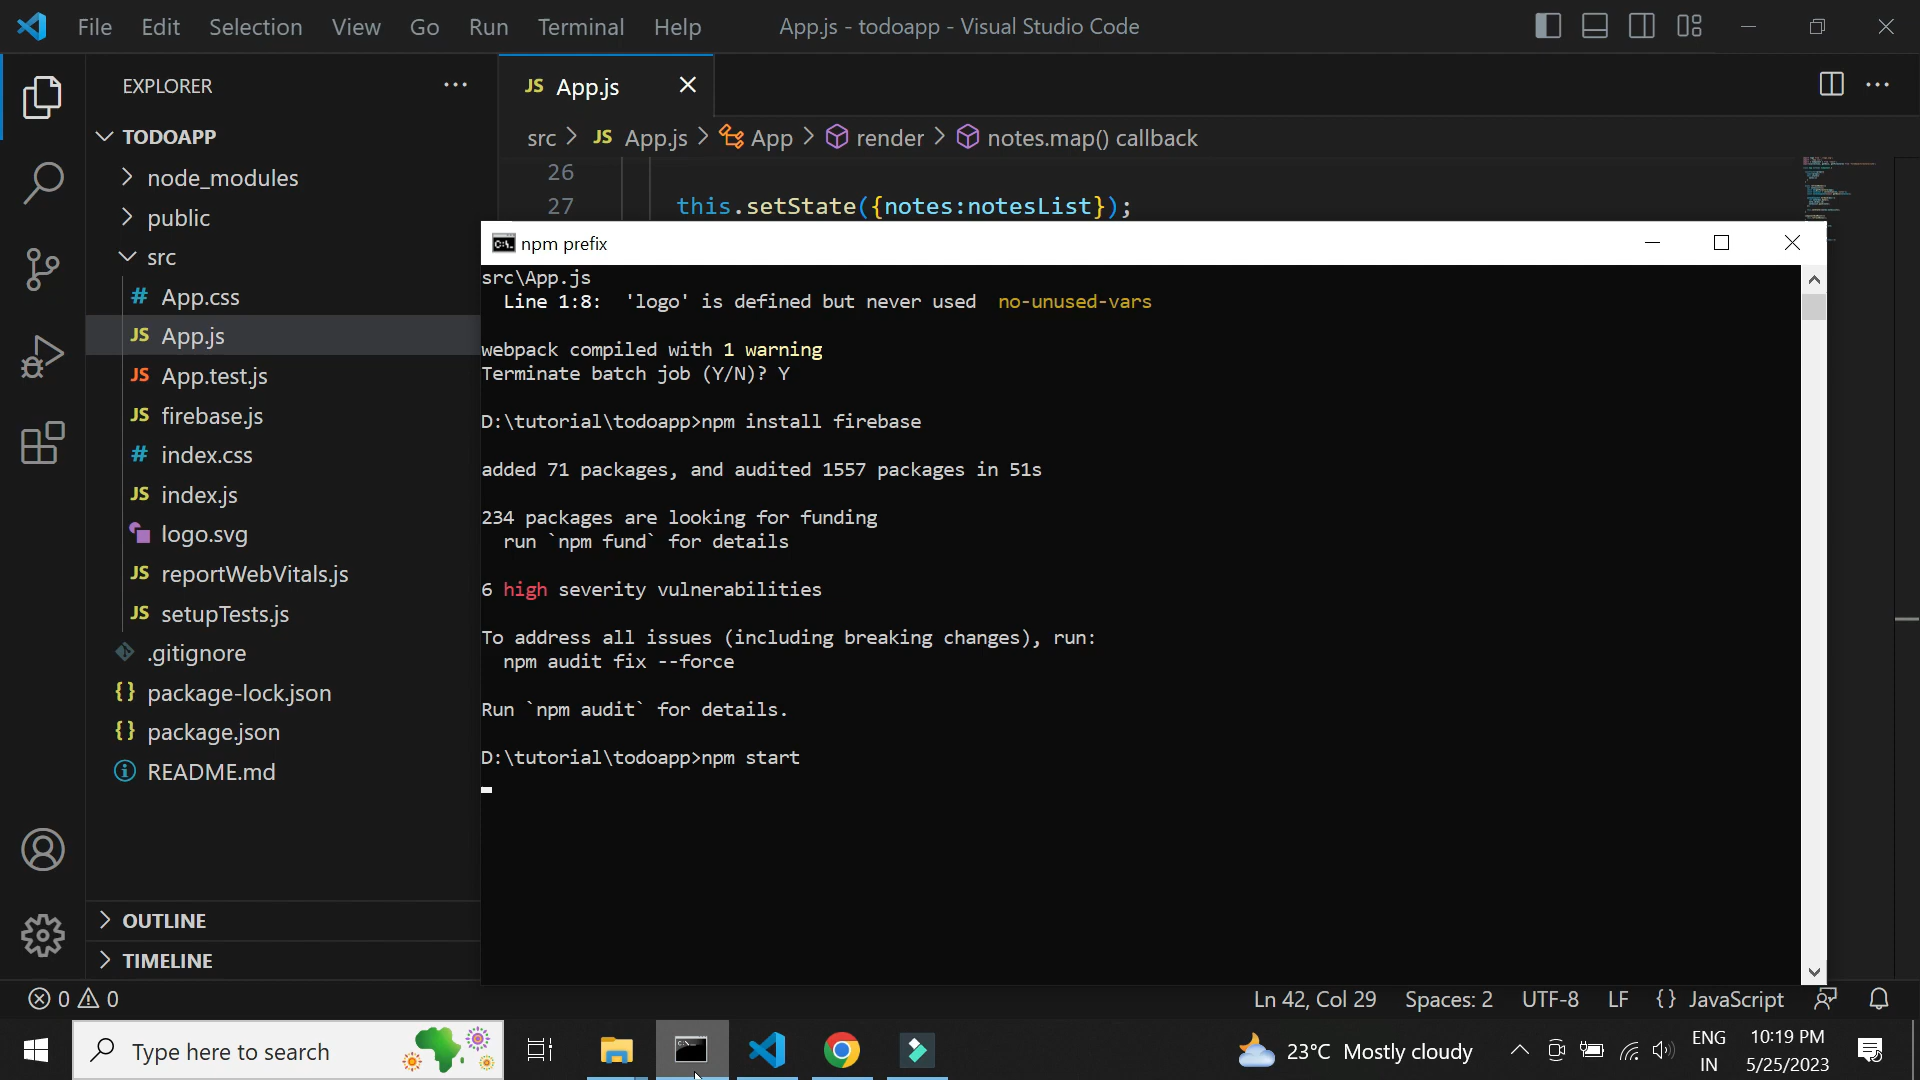 File Edit Selection View Go Run Terminal Help App.js - todoapp - Visual Studio Code
EXPLORER
TODOAPP
node_modules
public
src
# App.css
JS App.js
JS App.test.js
JS firebase.js
# index.css
JS index.js
logo.svg
JS reportWebVitals.js
JS setupTests.js
.gitignore
{} package-lock.json
{} package.json
README.md
OUTLINE
TIMELINE
JS App.js
src > JS App.js > App > render > notes.map() callback
26
27 this.setState({notes:notesList});
C:\. npm prefix
src\App.js
Line 1:8: 'logo' is defined but never used no-unused-vars
webpack compiled with 1 warning
Terminate batch job (Y/N)? Y
D:\tutorial\todoapp>npm install firebase
added 71 packages, and audited 1557 packages in 51s
234 packages are looking for funding
run `npm fund` for details
6 high severity vulnerabilities
To address all issues (including breaking changes), run:
npm audit fix --force
Run `npm audit` for details.
D:\tutorial\todoapp>npm start
0 0 Ln 42, Col 29 Spaces: 2 UTF-8 LF {} JavaScript
Type here to search
23°C Mostly cloudy
ENG
IN
10:19 PM
5/25/2023